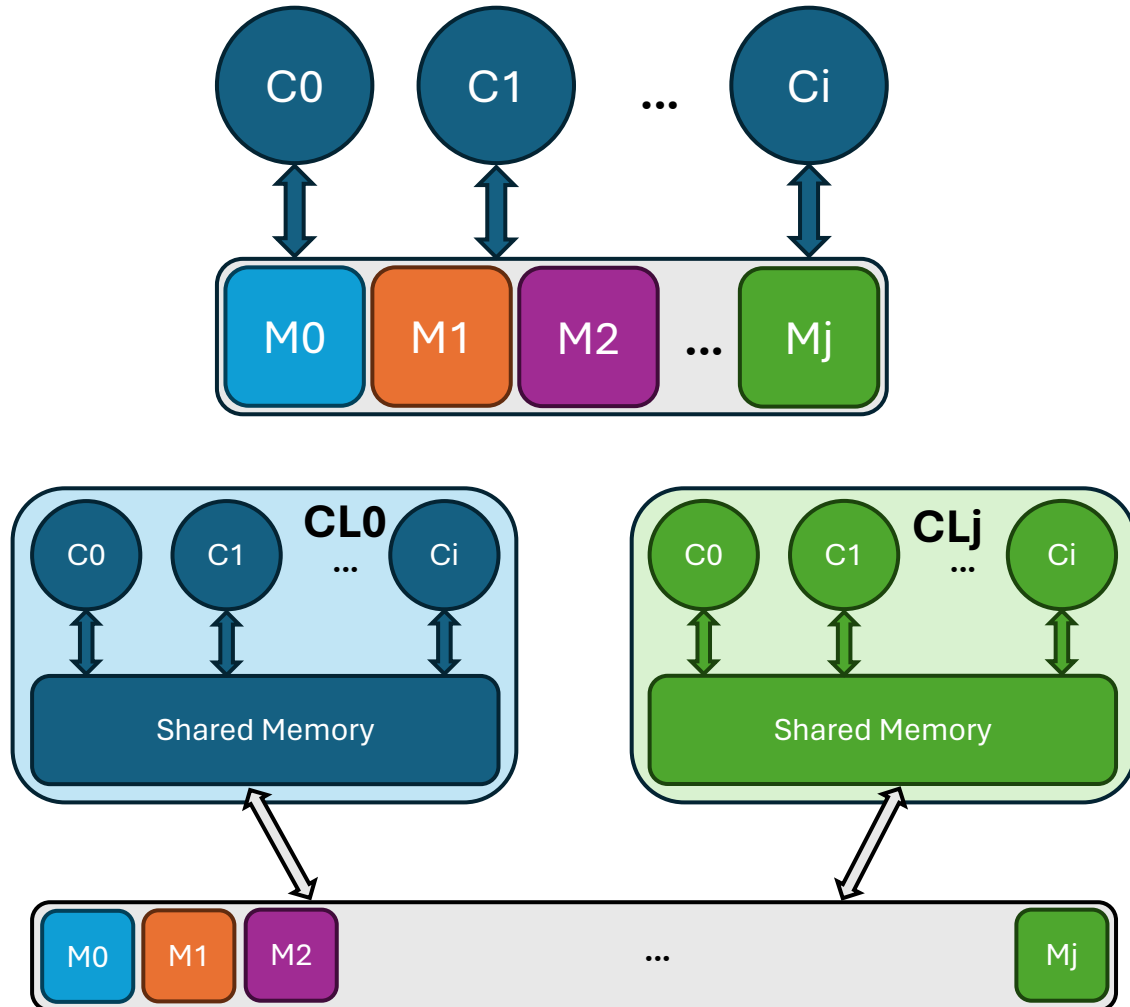 C0 C1 ... Ci
M0 M1 M2 ... Mj
CL0
C0 C1 ... Ci
Shared Memory
CLj
C0 C1 ... Ci
Shared Memory
M0 M1 M2 ... Mj